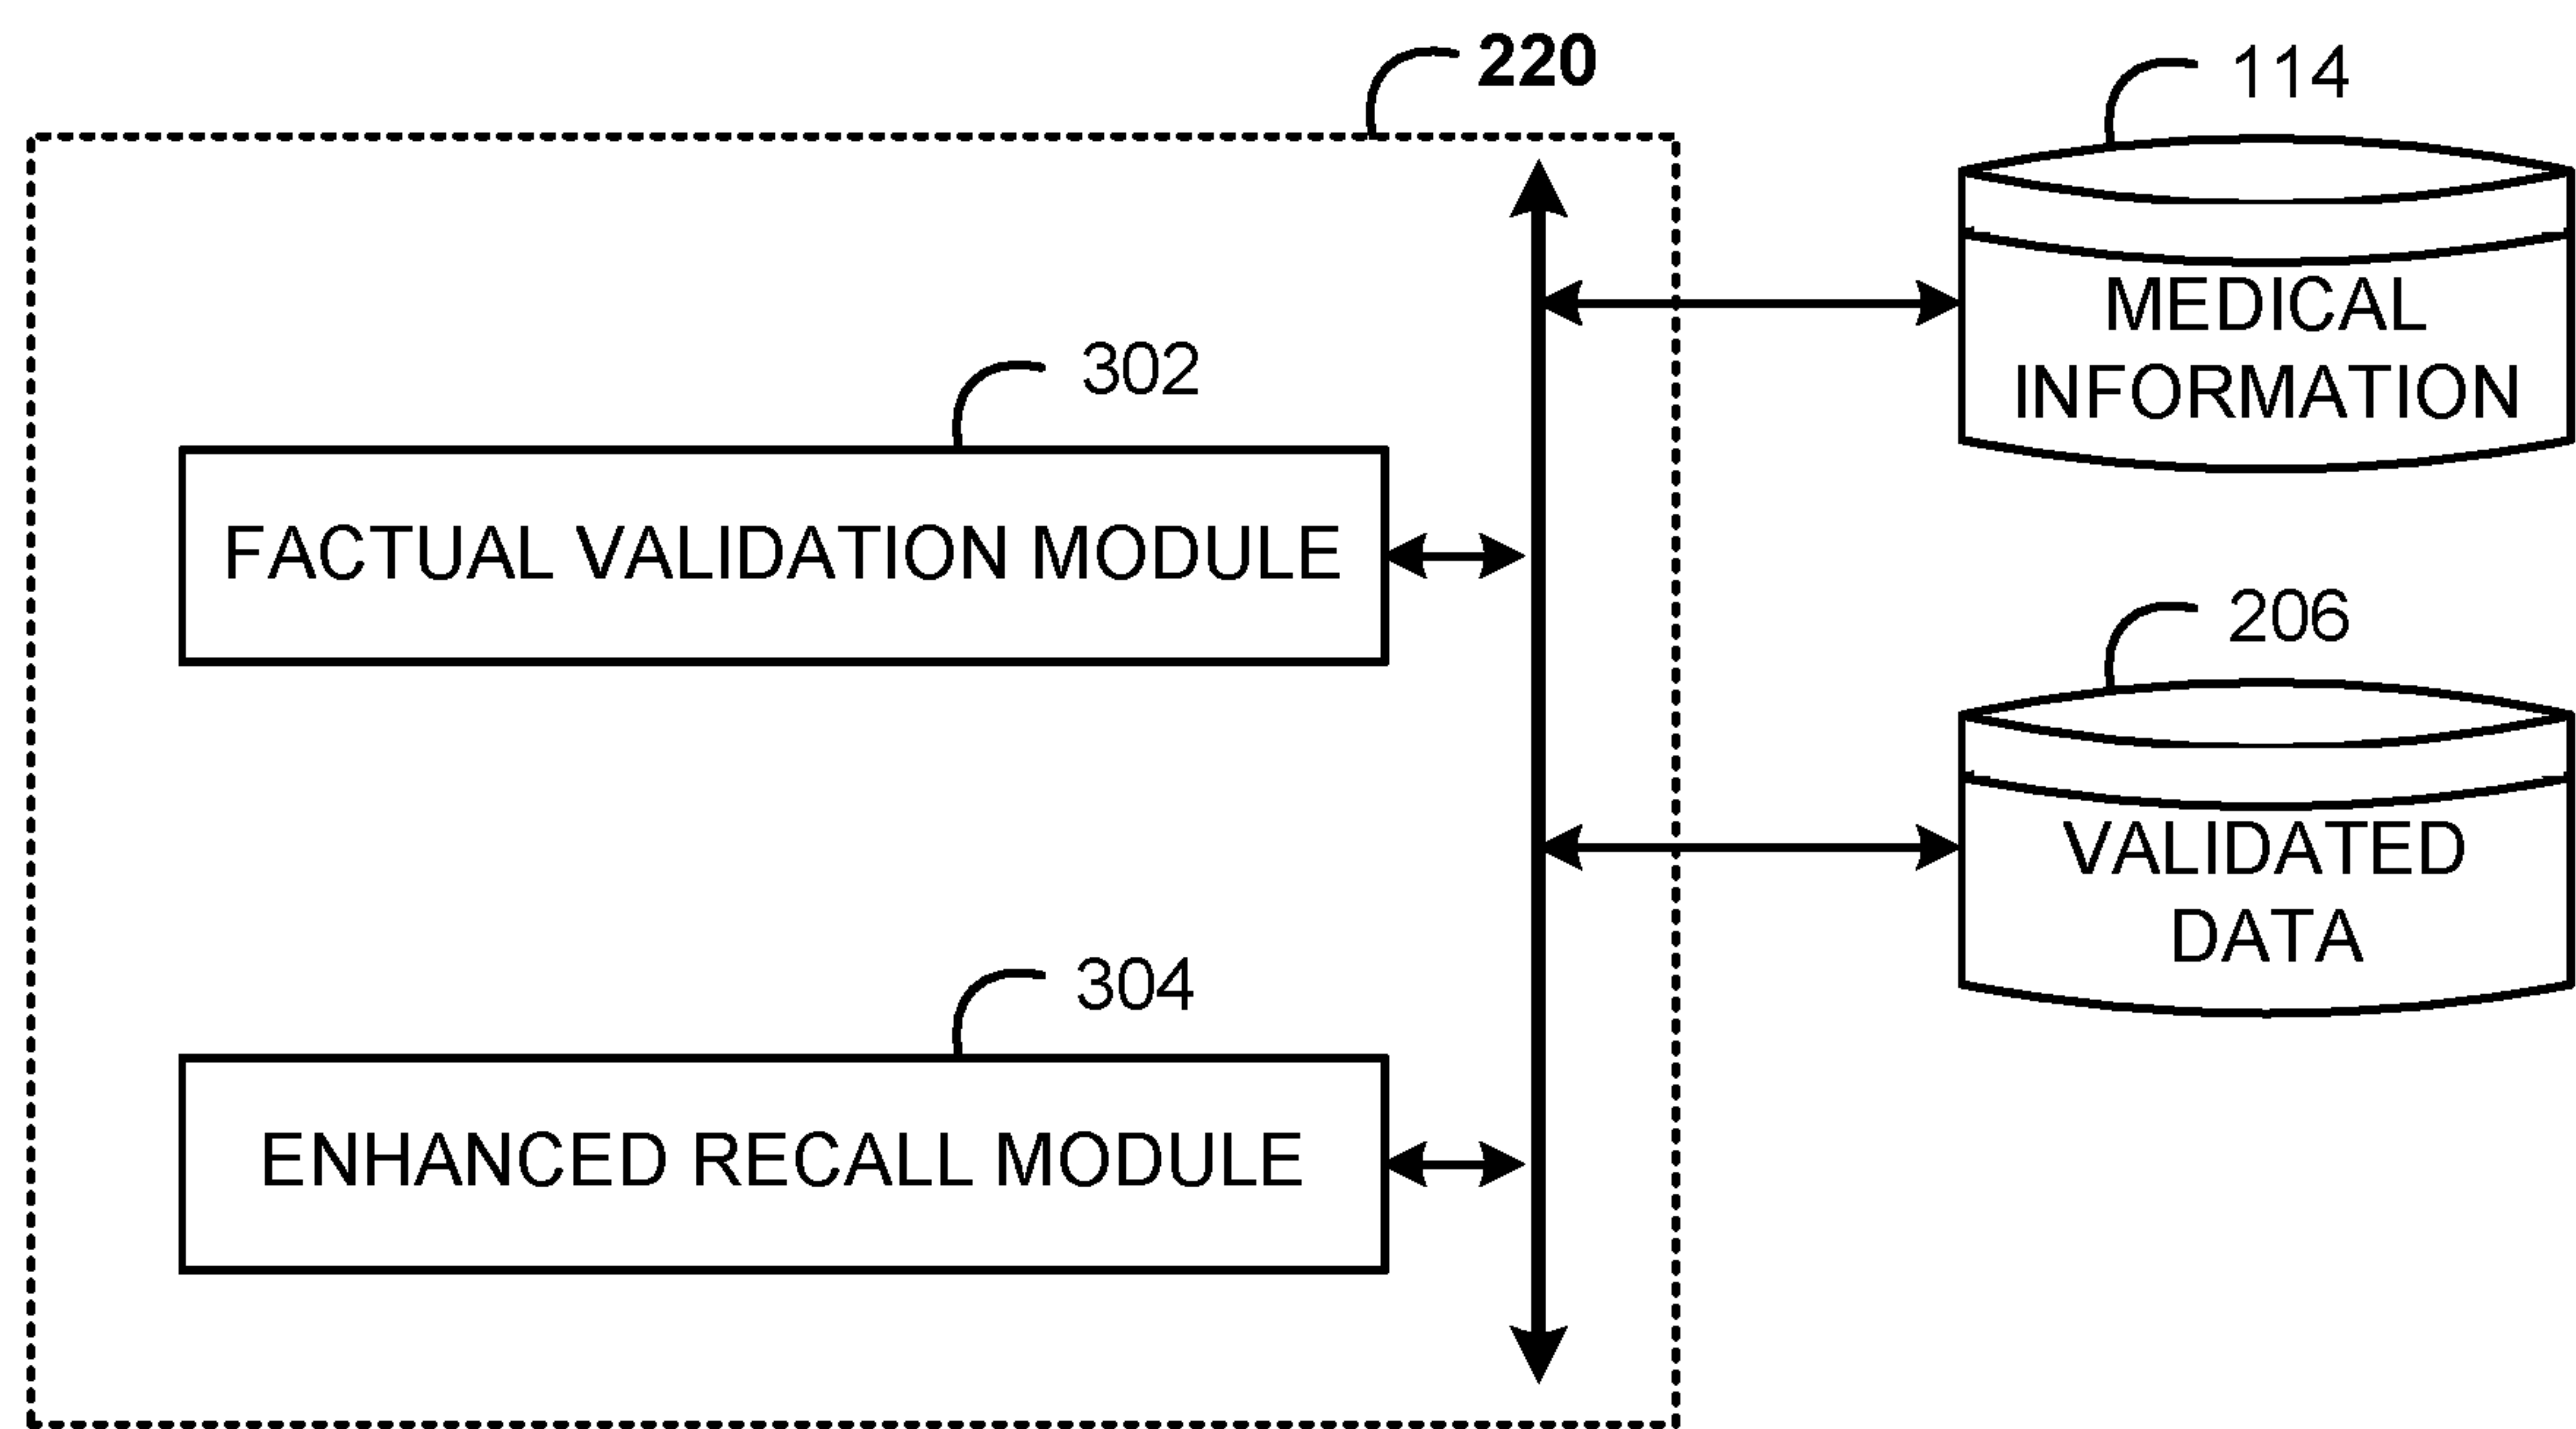 220
114
MEDICAL
INFORMATION
302
FACTUAL VALIDATION MODULE
206
VALIDATED
DATA
304
ENHANCED RECALL MODULE